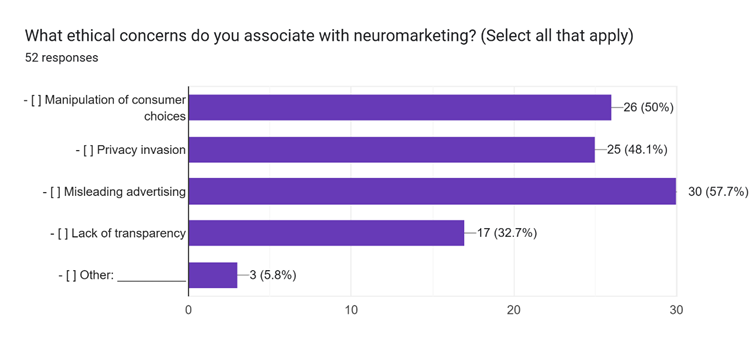 What ethical concerns do you associate with neuromarketing? (Select all that apply)
52 responses
- [ ] Manipulation of consumer
choices
26 (50%)
- [ ] Privacy invasion
25 (48.1%)
- [ ] Misleading advertising
30 (57.7%)
- [ ] Lack of transparency
17 (32.7%)
- [ ] Other: __________
3 (5.8%)
0
10
20
30